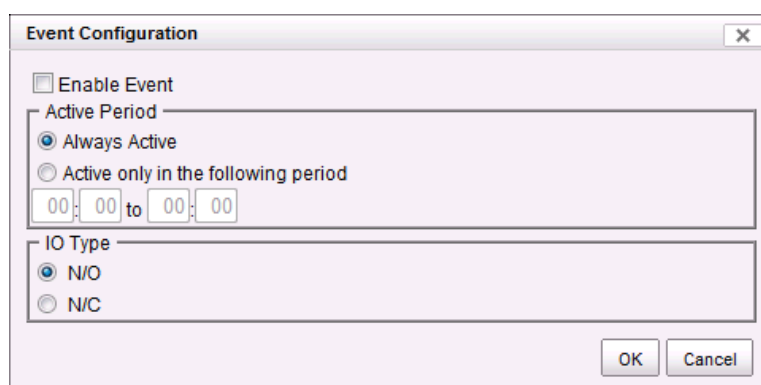 Event Configuration
Enable Event
Active Period
Always Active
Active only in the following period
00 : 00 to 00 : 00
IO Type
N/O
N/C
OK Cancel